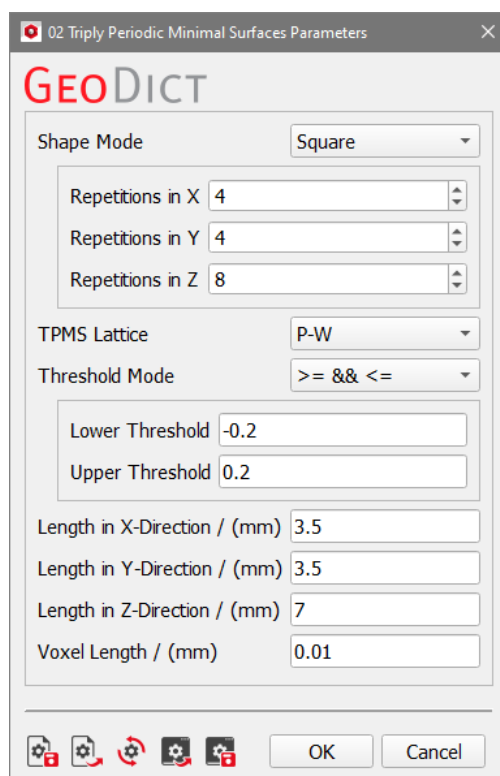 02 Triply Periodic Minimal Surfaces Parameters
GEODICT
Shape Mode Square
Repetitions in X 4
Repetitions in Y 4
Repetitions in Z 8
TPMS Lattice P-W
Threshold Mode >= && <=
Lower Threshold -0.2
Upper Threshold 0.2
Length in X-Direction / (mm) 3.5
Length in Y-Direction / (mm) 3.5
Length in Z-Direction / (mm) 7
Voxel Length / (mm) 0.01
OK Cancel